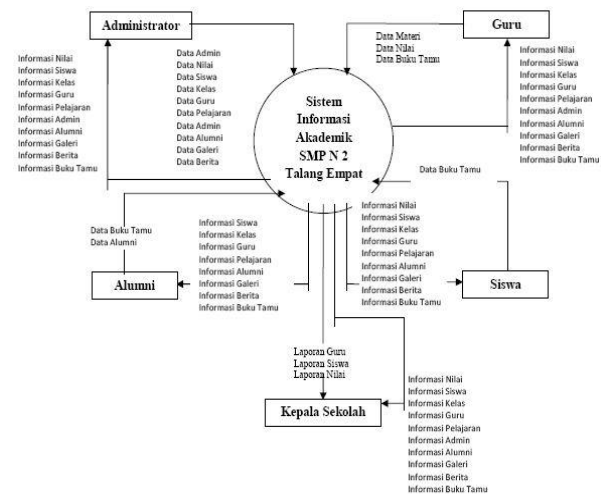 Administrator
Guru
Informasi Nilai
Informasi Siswa
Informasi Kelas
Informasi Guru
Informasi Pelajaran
Informasi Admin
Informasi Alumni
Informasi Galeri
Informasi Berita
Informasi Buku Tamu
Data Admin
Data Nilai
Data Siswa
Data Kelas
Data Guru
Data Pelajaran
Data Admin
Data Alumni
Data Galeri
Data Berita
Data Materi
Data Nilai
Data Buku Tamu
Informasi Nilai
Informasi Siswa
Informasi Kelas
Informasi Guru
Informasi Pelajaran
Informasi Admin
Informasi Alumni
Informasi Galeri
Informasi Berita
Informasi Buku Tamu
Sistem
Informasi
Akademik
SMP N 2
Talang Empat
Data Buku Tamu
Data Buku Tamu
Data Alumni
Informasi Siswa
Informasi Kelas
Informasi Guru
Informasi Pelajaran
Informasi Alumni
Informasi Galeri
Informasi Berita
Informasi Buku Tamu
Informasi Nilai
Informasi Siswa
Informasi Kelas
Informasi Guru
Informasi Pelajaran
Informasi Alumni
Informasi Galeri
Informasi Berita
Informasi Buku Tamu
Alumni
Siswa
Laporan Guru
Laporan Siswa
Laporan Nilai
Kepala Sekolah
Informasi Nilai
Informasi Siswa
Informasi Kelas
Informasi Guru
Informasi Pelajaran
Informasi Admin
Informasi Alumni
Informasi Galeri
Informasi Berita
Informasi Buku Tamu